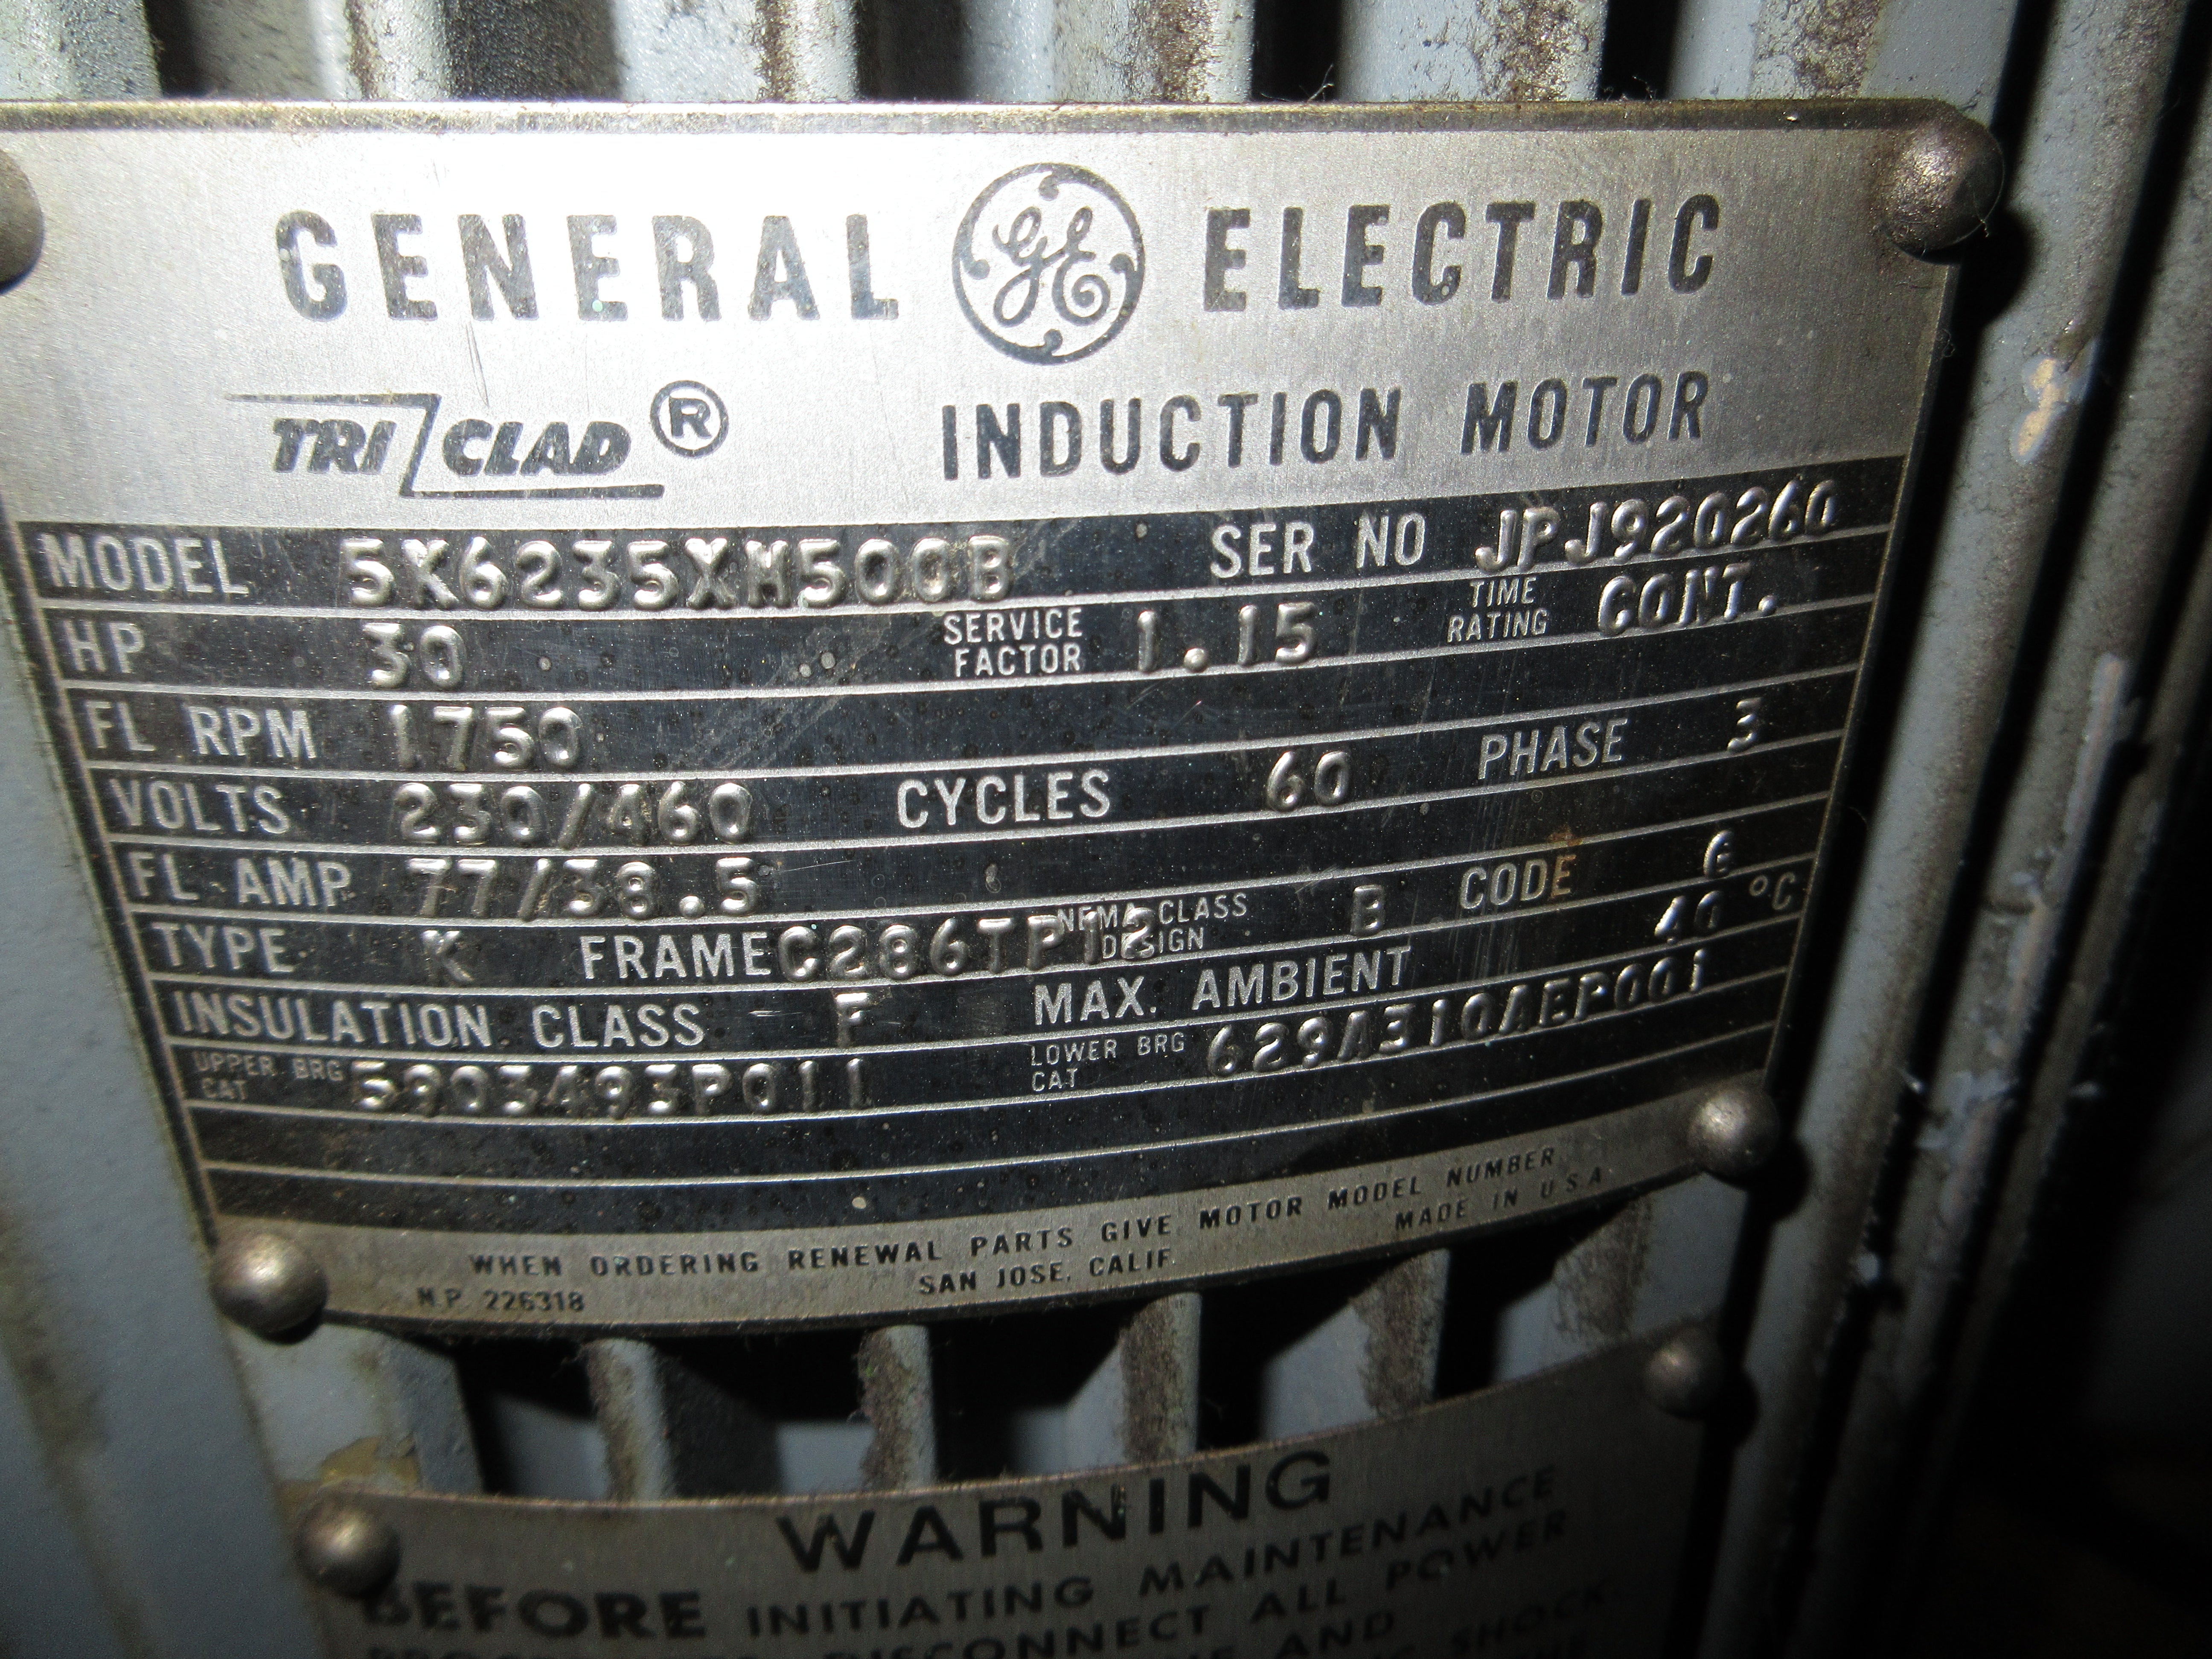 GENERAL GE ELECTRIC
TRI CLAD ® INDUCTION MOTOR
MODEL 5K6235XH500B SER NO JPJ920260
HP 30 SERVICE FACTOR 1.15 TIME RATING CONT.
FL RPM 1750
VOLTS 230/460 CYCLES 60 PHASE 3
FL AMP 77/38.5
TYPE K FRAME C286TP12 NEMA CLASS DESIGN B CODE G
INSULATION CLASS F MAX. AMBIENT 40 °C
UPPER BRG CAT 5903493P011 LOWER BRG CAT 629A310AEP001
WHEN ORDERING RENEWAL PARTS GIVE MOTOR MODEL NUMBER
N.P. 226318 SAN JOSE, CALIF. MADE IN U.S.A.
WARNING
BEFORE INITIATING MAINTENANCE
DISCONNECT ALL POWER
AND SHOCK